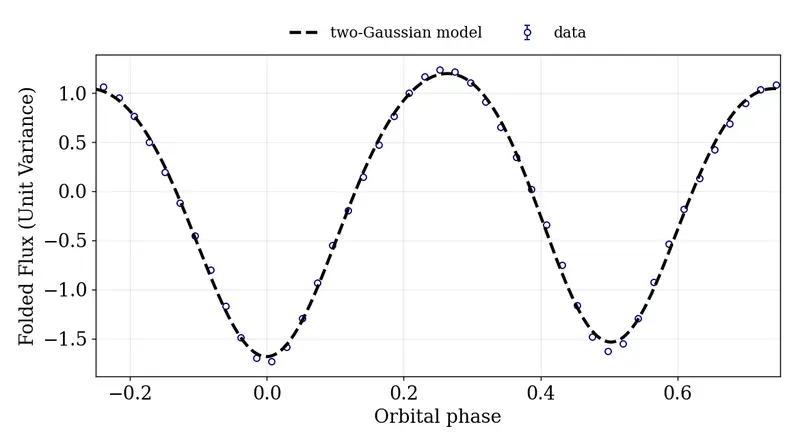 two-Gaussian model data
Folded Flux (Unit Variance)
1.0
0.5
0.0
−0.5
−1.0
−1.5
−0.2 0.0 0.2 0.4 0.6
Orbital phase